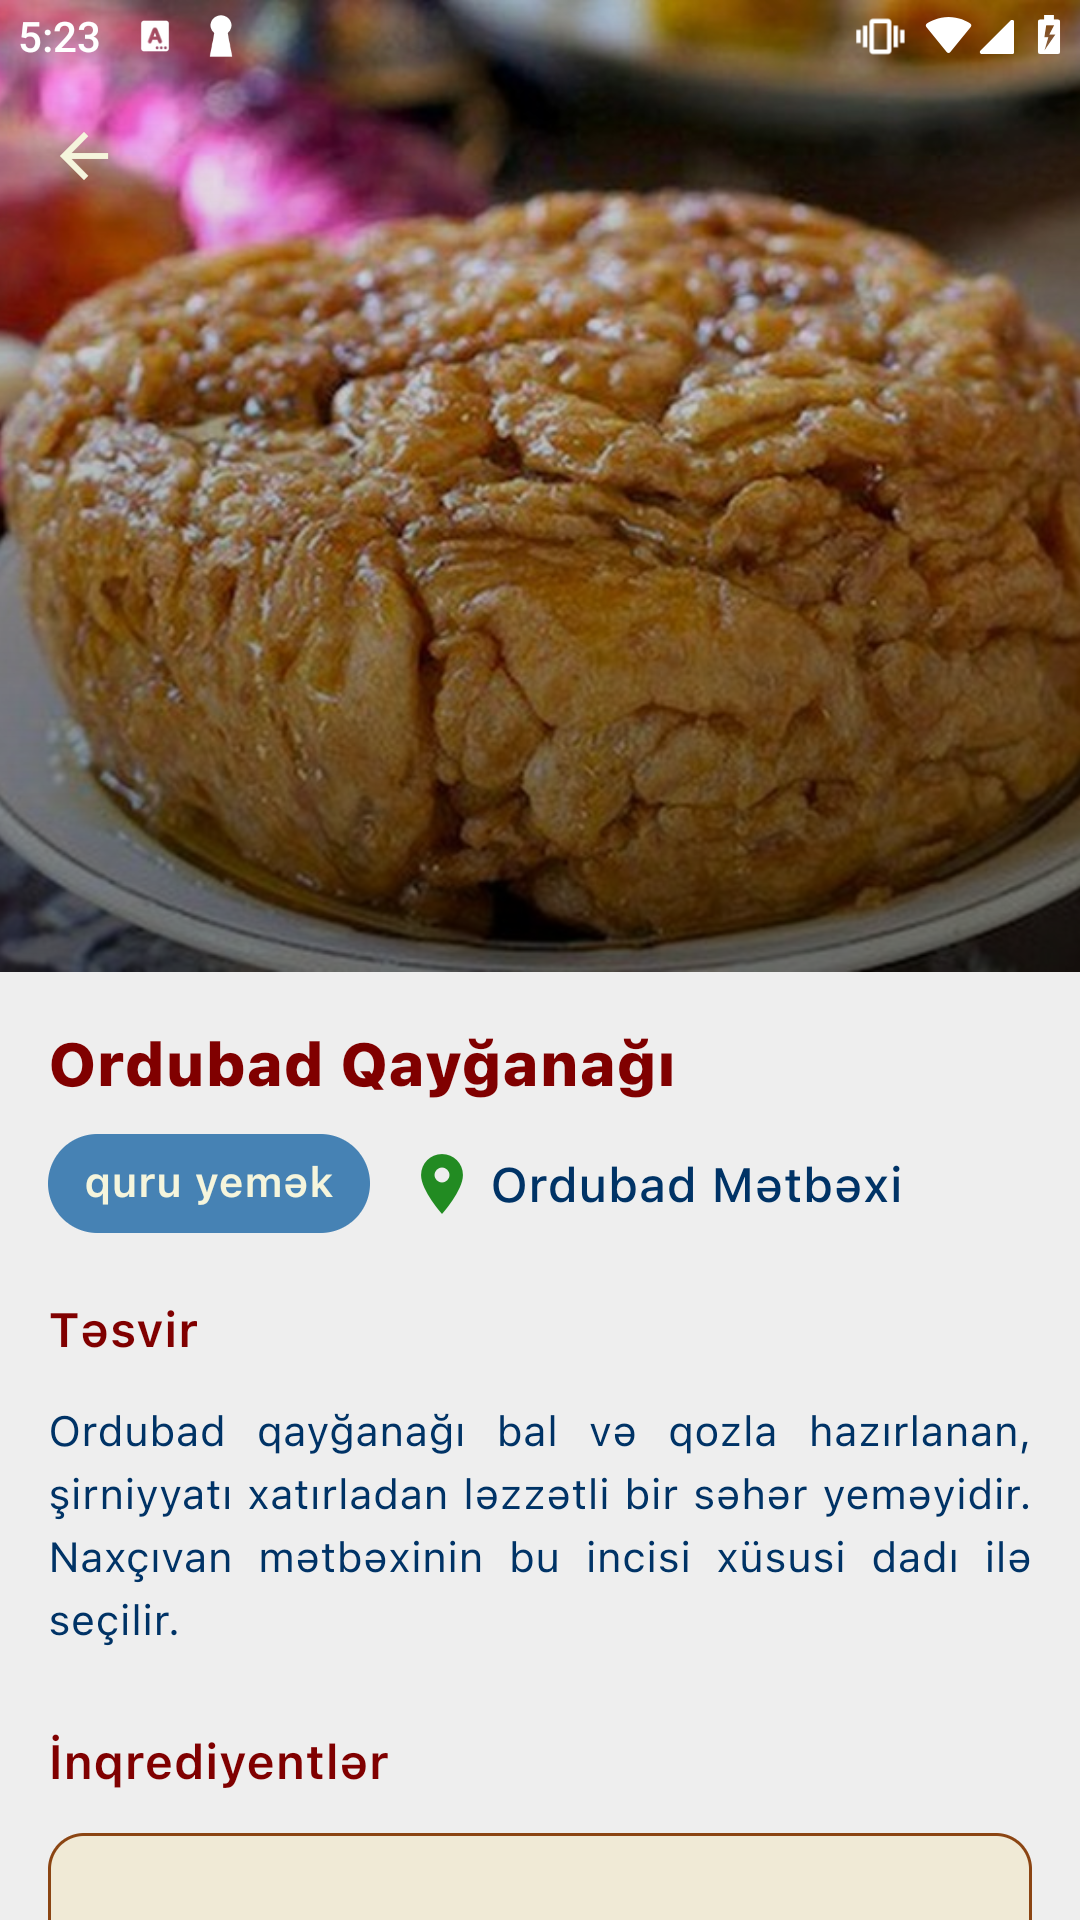 5:23
A
Ordubad Qayğanağı
quru yemək
Ordubad Mətbəxi
Təsvir
Ordubad qayğanağı bal və qozla hazırlanan,
şirniyyatı xatırladan ləzzətli bir səhər yeməyidir.
Naxçıvan mətbəxinin bu incisi xüsusi dadı ilə
seçilir.
İnqrediyentlər